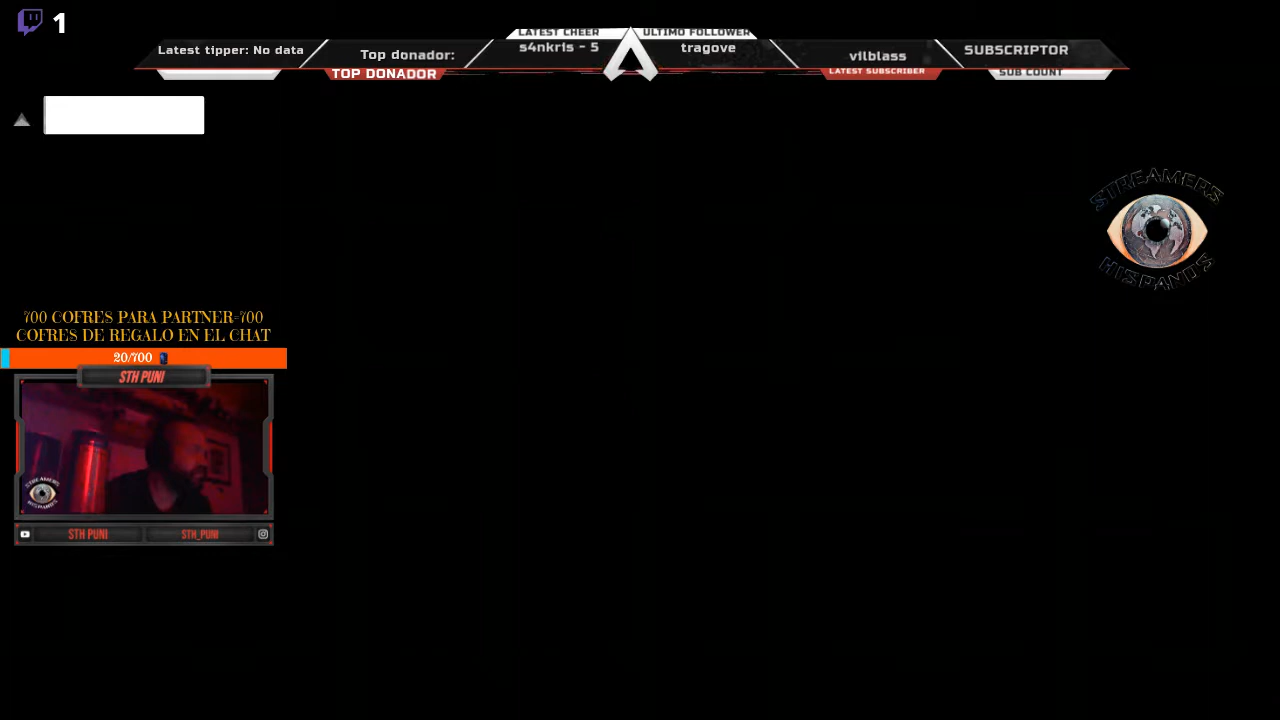 1
LATEST CHEER
ULTIMO FOLLOWER
Latest tipper: No data
Top donador:
s4nkris - 5
tragove
vilblass
SUBSCRIPTOR
TOP DONADOR
LATEST SUBSCRIBER
SUB COUNT
STREAMERS
HISPANOS
700 COFRES PARA PARTNER=700
COFRES DE REGALO EN EL CHAT
20/700
STH PUNI
STREAMERS
HISPANOS
STH PUNI
STH_PUNI